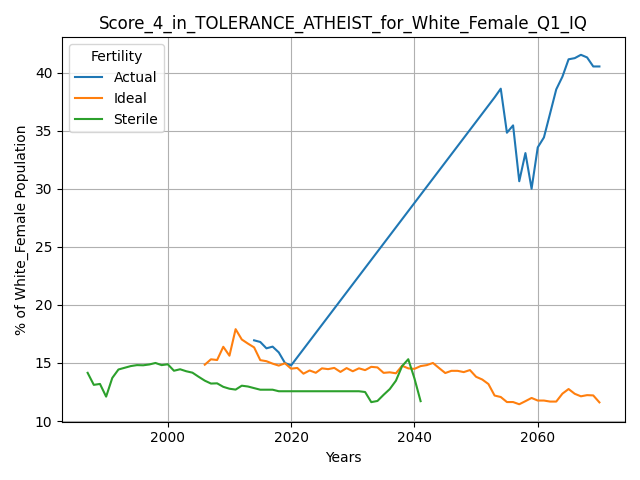 Score_4_in_TOLERANCE_ATHEIST_for_White_Female_Q1_IQ
Fertility
Actual
Ideal
Sterile
% of White_Female Population
40
35
30
25
20
15
10
2000
2020
2040
2060
Years